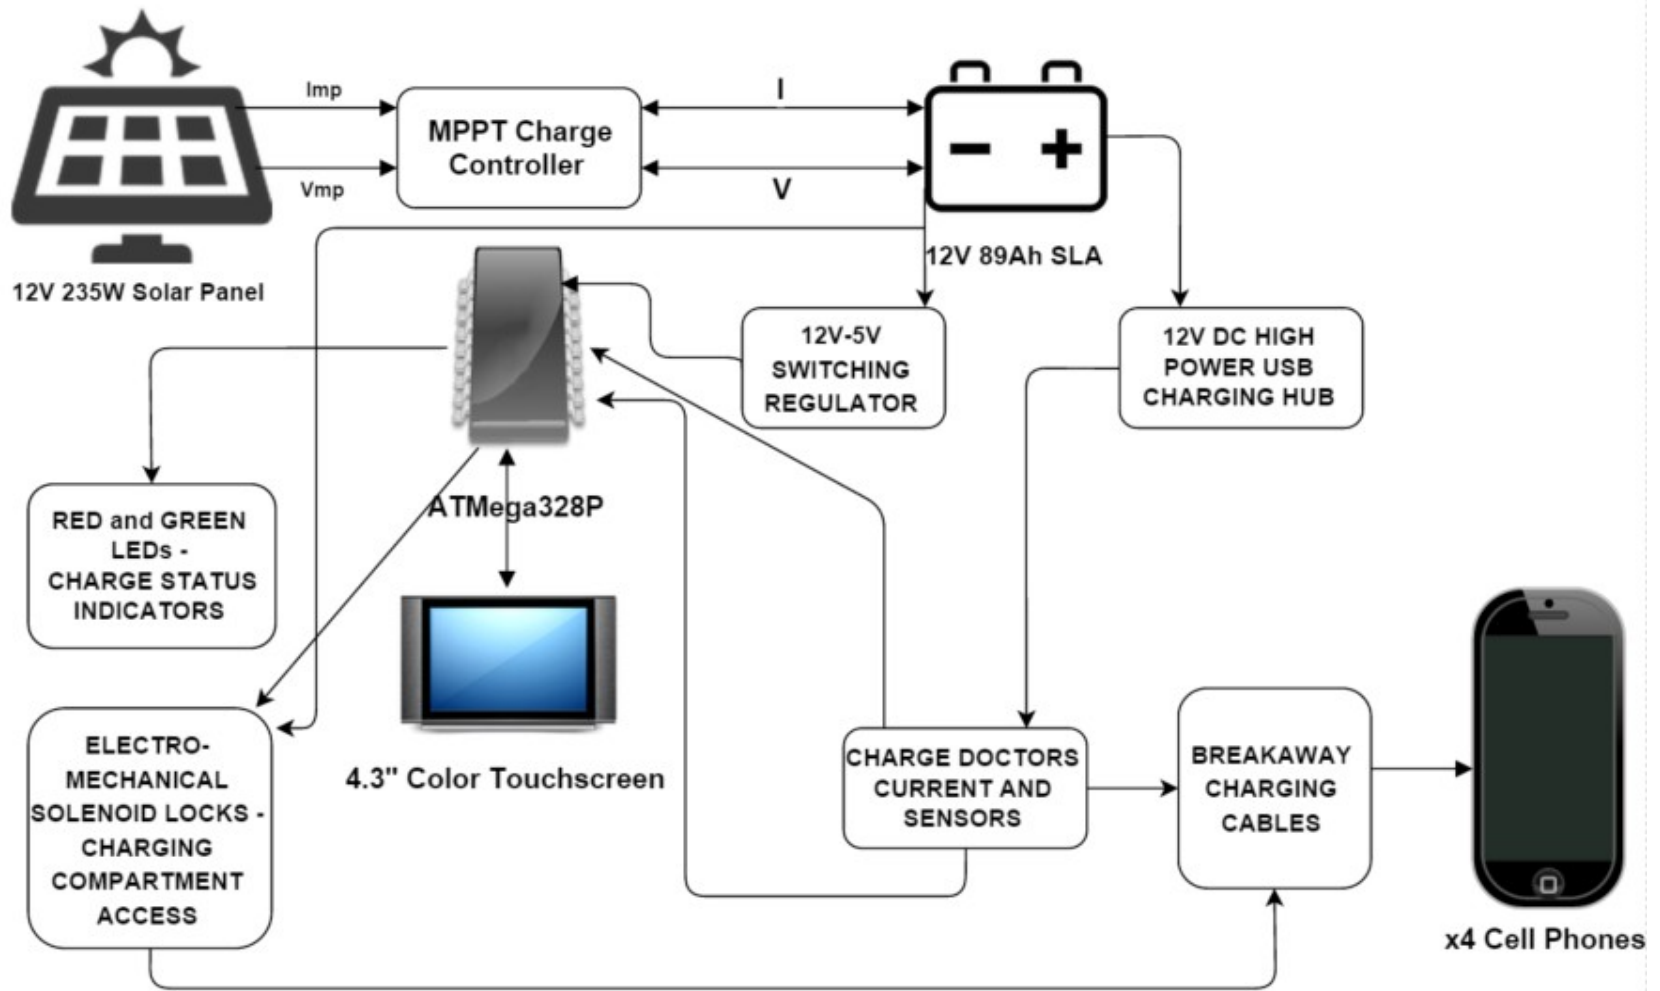 Imp
I
MPPT Charge
Controller
Vmp
V
12V 235W Solar Panel
12V 89Ah SLA
12V-5V
SWITCHING
REGULATOR
12V DC HIGH
POWER USB
CHARGING HUB
RED and GREEN
LEDs -
CHARGE STATUS
INDICATORS
ATMega328P
4.3" Color Touchscreen
ELECTRO-
MECHANICAL
SOLENOID LOCKS -
CHARGING
COMPARTMENT
ACCESS
CHARGE DOCTORS
CURRENT AND
SENSORS
BREAKAWAY
CHARGING
CABLES
x4 Cell Phones